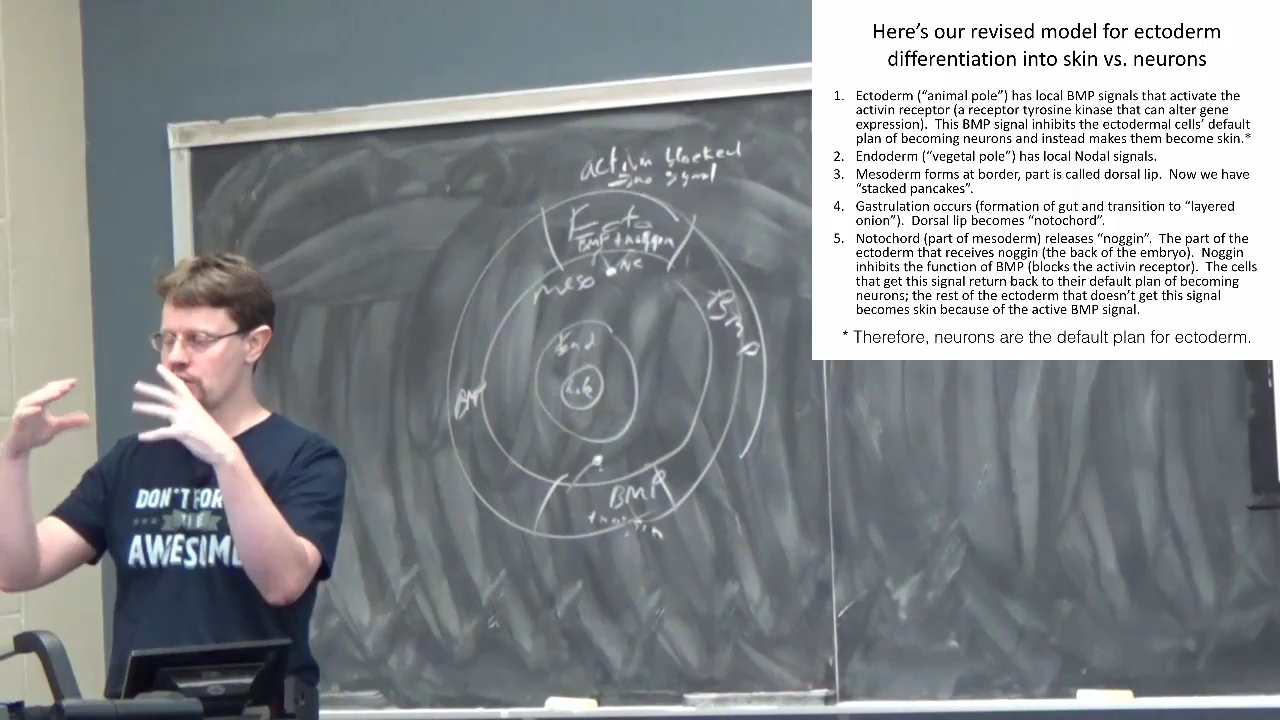 Here's our revised model for ectoderm
differentiation into skin vs. neurons
1. Ectoderm ("animal pole") has local BMP signals that activate the
activin receptor (a receptor tyrosine kinase that can alter gene
expression). This BMP signal inhibits the ectodermal cells' default
plan of becoming neurons and instead makes them become skin.*
2. Endoderm ("vegetal pole") has local Nodal signals.
3. Mesoderm forms at border, part is called dorsal lip. Now we have
"stacked pancakes".
4. Gastrulation occurs (formation of gut and transition to "layered
onion"). Dorsal lip becomes "notochord".
5. Notochord (part of mesoderm) releases "noggin". The part of the
ectoderm that receives noggin (the back of the embryo). Noggin
inhibits the function of BMP (blocks the activin receptor). The cells
that get this signal return back to their default plan of becoming
neurons; the rest of the ectoderm that doesn't get this signal
becomes skin because of the active BMP signal.
* Therefore, neurons are the default plan for ectoderm.
activin blocked
no signal
Ecto
BMP + noggin
NC
meso
BMP
End
hole
BMP
BMP
DON'T FOR
AWESOME